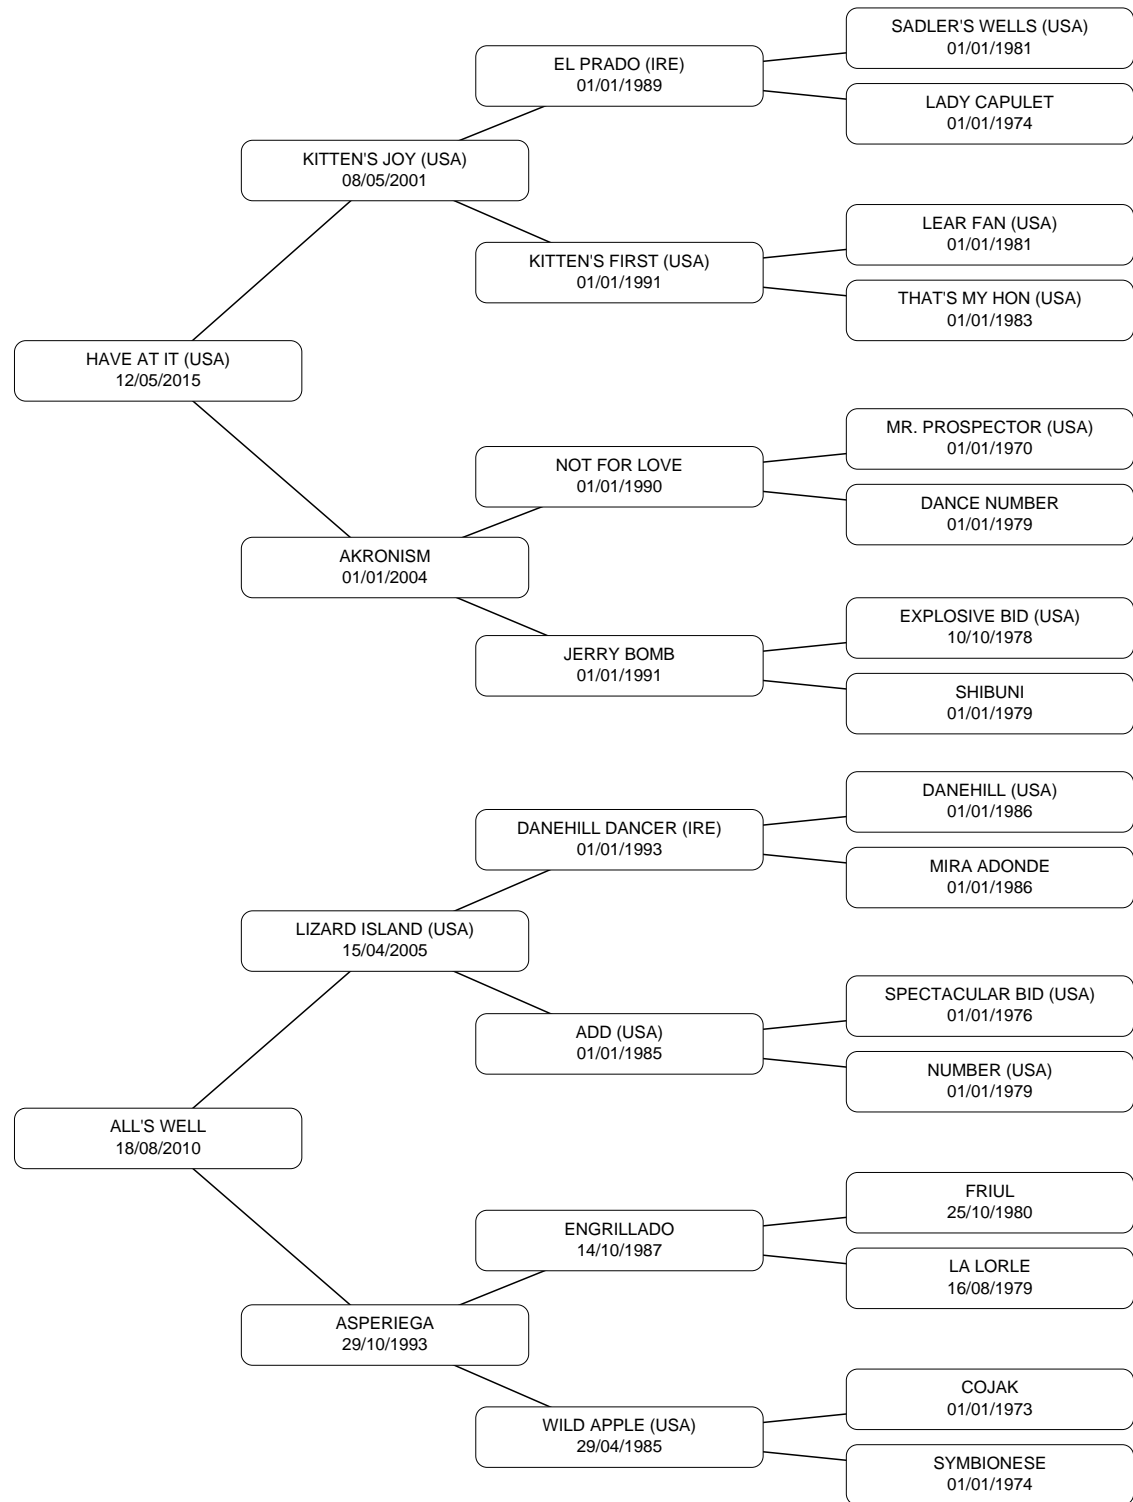 SADLER'S WELLS (USA)
01/01/1981
EL PRADO (IRE)
01/01/1989
LADY CAPULET
01/01/1974
KITTEN'S JOY (USA)
08/05/2001
LEAR FAN (USA)
01/01/1981
KITTEN'S FIRST (USA)
01/01/1991
THAT'S MY HON (USA)
01/01/1983
HAVE AT IT (USA)
12/05/2015
MR. PROSPECTOR (USA)
01/01/1970
NOT FOR LOVE
01/01/1990
DANCE NUMBER
01/01/1979
AKRONISM
01/01/2004
EXPLOSIVE BID (USA)
10/10/1978
JERRY BOMB
01/01/1991
SHIBUNI
01/01/1979
DANEHILL (USA)
01/01/1986
DANEHILL DANCER (IRE)
01/01/1993
MIRA ADONDE
01/01/1986
LIZARD ISLAND (USA)
15/04/2005
SPECTACULAR BID (USA)
01/01/1976
ADD (USA)
01/01/1985
NUMBER (USA)
01/01/1979
ALL'S WELL
18/08/2010
FRIUL
25/10/1980
ENGRILLADO
14/10/1987
LA LORLE
16/08/1979
ASPERIEGA
29/10/1993
COJAK
01/01/1973
WILD APPLE (USA)
29/04/1985
SYMBIONESE
01/01/1974